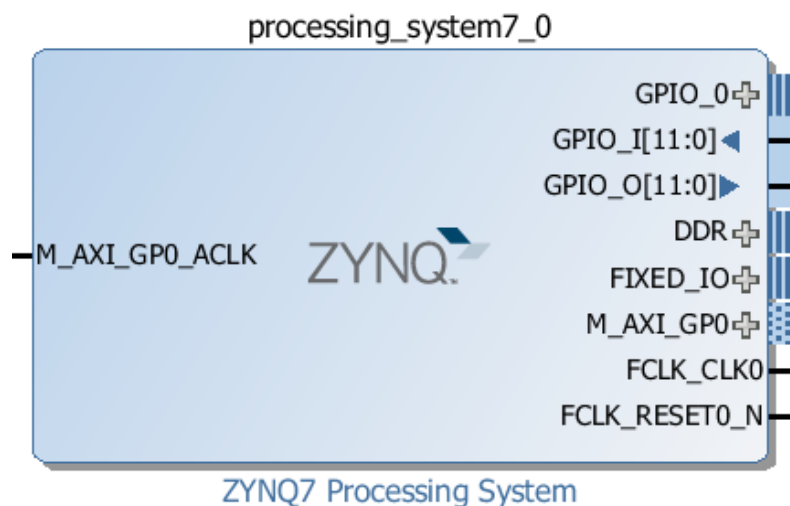 processing_system7_0
GPIO_0
GPIO_I[11:0]
GPIO_O[11:0]
DDR
M_AXI_GP0_ACLK
ZYNQ
FIXED_IO
M_AXI_GP0
FCLK_CLK0
FCLK_RESET0_N
ZYNQ7 Processing System